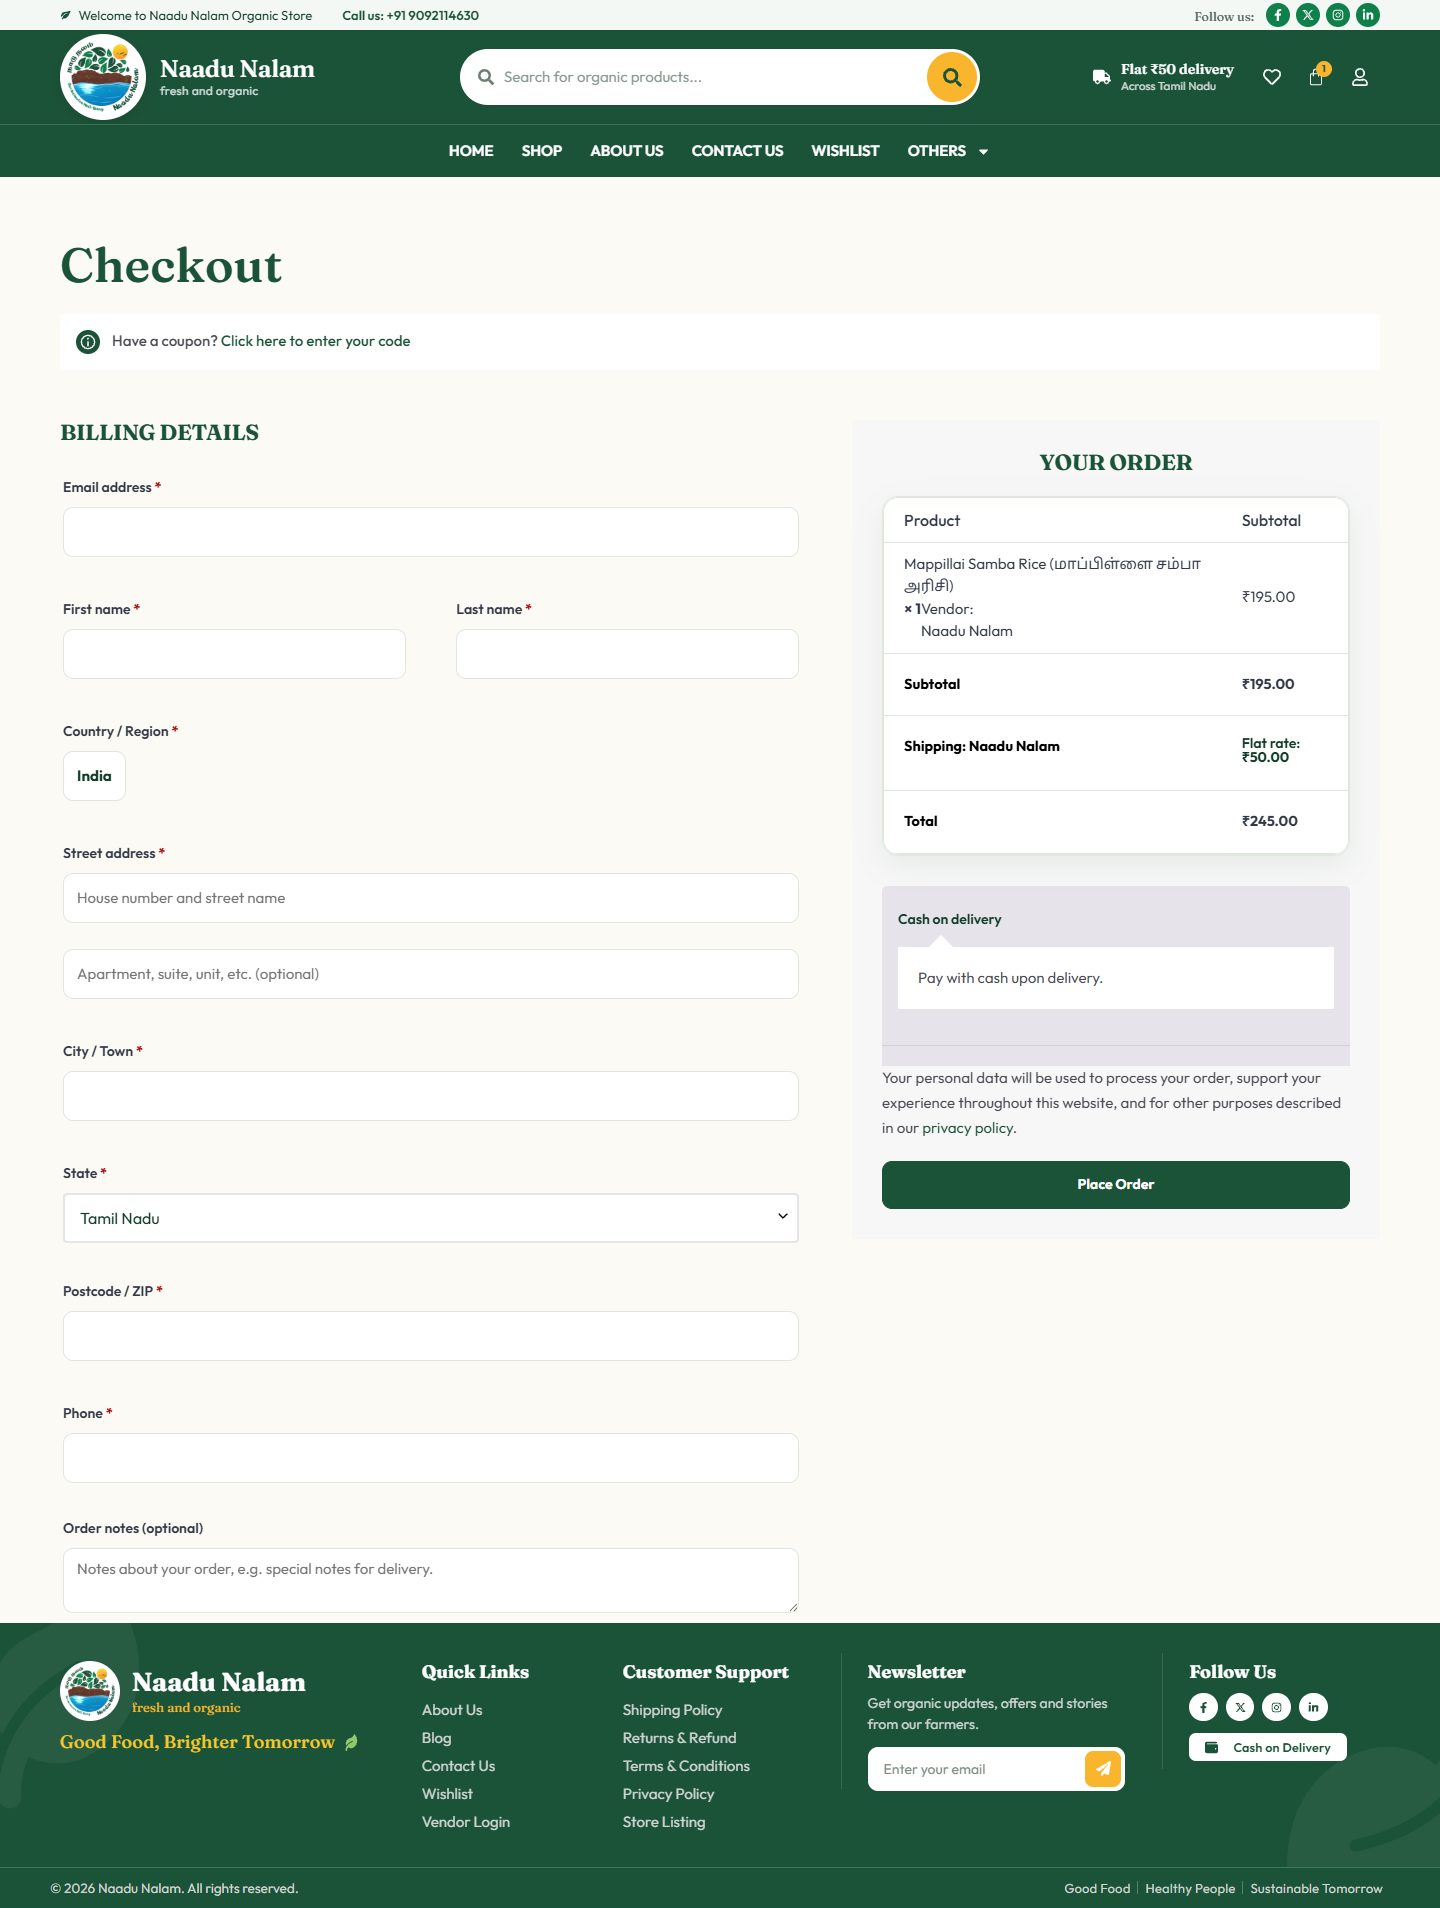 Welcome to Naadu Nalam Organic Store
Call us: +91 9092114630
Follow us:
Naadu Nalam
fresh and organic
Search for organic products...
Flat ₹50 delivery
Across Tamil Nadu
1
HOME
SHOP
ABOUT US
CONTACT US
WISHLIST
OTHERS
Checkout
Have a coupon? Click here to enter your code
BILLING DETAILS
Email address *
First name *
Last name *
Country / Region *
India
Street address *
House number and street name
Apartment, suite, unit, etc. (optional)
City / Town *
State *
Tamil Nadu
Postcode / ZIP *
Phone *
Order notes (optional)
Notes about your order, e.g. special notes for delivery.
YOUR ORDER
Product
Subtotal
Mappillai Samba Rice (மாப்பிள்ளை சம்பா
அரிசி)
₹195.00
× 1Vendor:
Naadu Nalam
Subtotal
₹195.00
Shipping: Naadu Nalam
Flat rate:
₹50.00
Total
₹245.00
Cash on delivery
Pay with cash upon delivery.
Your personal data will be used to process your order, support your
experience throughout this website, and for other purposes described
in our privacy policy.
Place Order
Naadu Nalam
fresh and organic
Good Food, Brighter Tomorrow
Quick Links
About Us
Blog
Contact Us
Wishlist
Vendor Login
Customer Support
Shipping Policy
Returns & Refund
Terms & Conditions
Privacy Policy
Store Listing
Newsletter
Get organic updates, offers and stories
from our farmers.
Enter your email
Follow Us
Cash on Delivery
© 2026 Naadu Nalam. All rights reserved.
Good Food
Healthy People
Sustainable Tomorrow